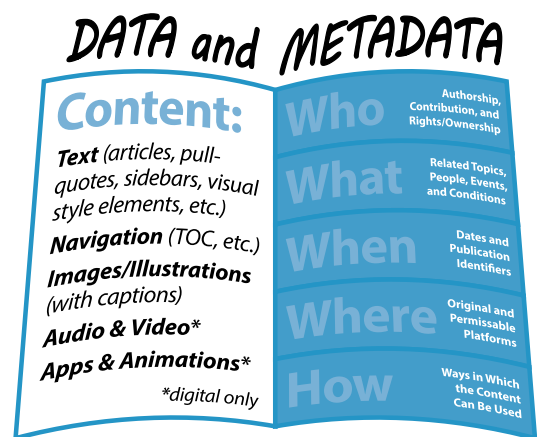 DATA and METADATA
Content:
Text (articles, pull-
quotes, sidebars, visual
style elements, etc.)
Navigation (TOC, etc.)
Images/Illustrations
(with captions)
Audio & Video*
Apps & Animations*
*digital only
Who
Authorship,
Contribution, and
Rights/Ownership
What
Related Topics,
People, Events,
and Conditions
When
Dates and
Publication
Identifiers
Where
Original and
Permissable
Platforms
How
Ways in Which
the Content
Can Be Used